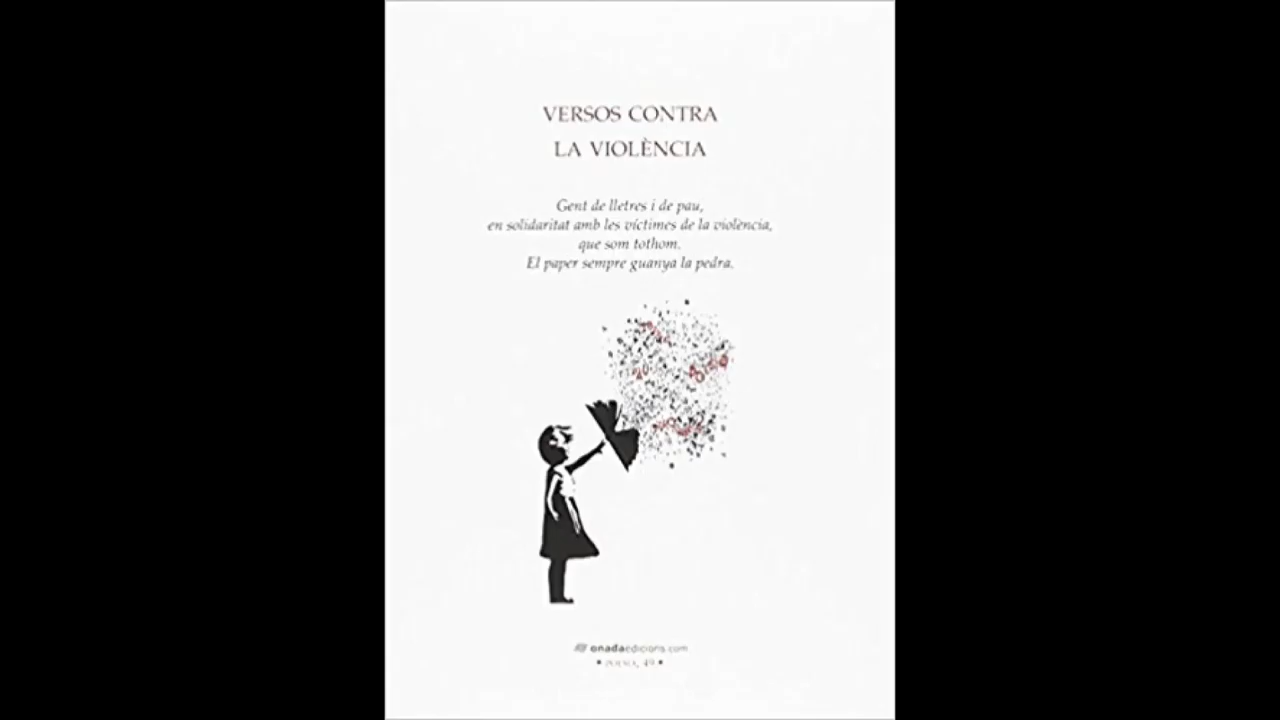 VERSOS CONTRA
LA VIOLÈNCIA
Gent de lletres i de pau,
en solidaritat amb les víctimes de la violència,
que som tothom.
El paper sempre guanya la pedra.
onadaedicions.com
• POESIA, 49 •